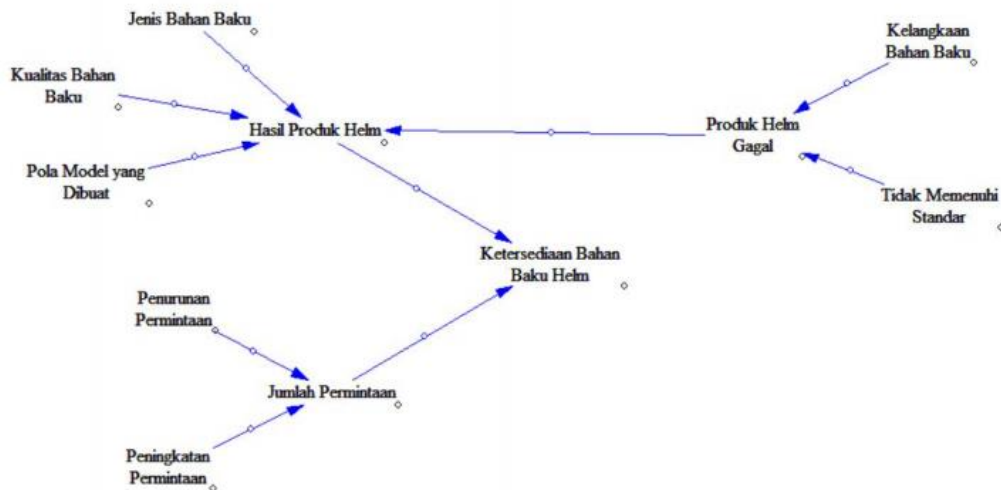 Jenis Bahan Baku
Kelangkaan
Bahan Baku
Kualitas Bahan
Baku
Hasil Produk Helm
Produk Helm
Gagal
Pola Model yang
Dibuat
Tidak Memenuhi
Standar
Ketersediaan Bahan
Baku Helm
Penurunan
Permintaan
Jumlah Permintaan
Peningkatan
Permintaan